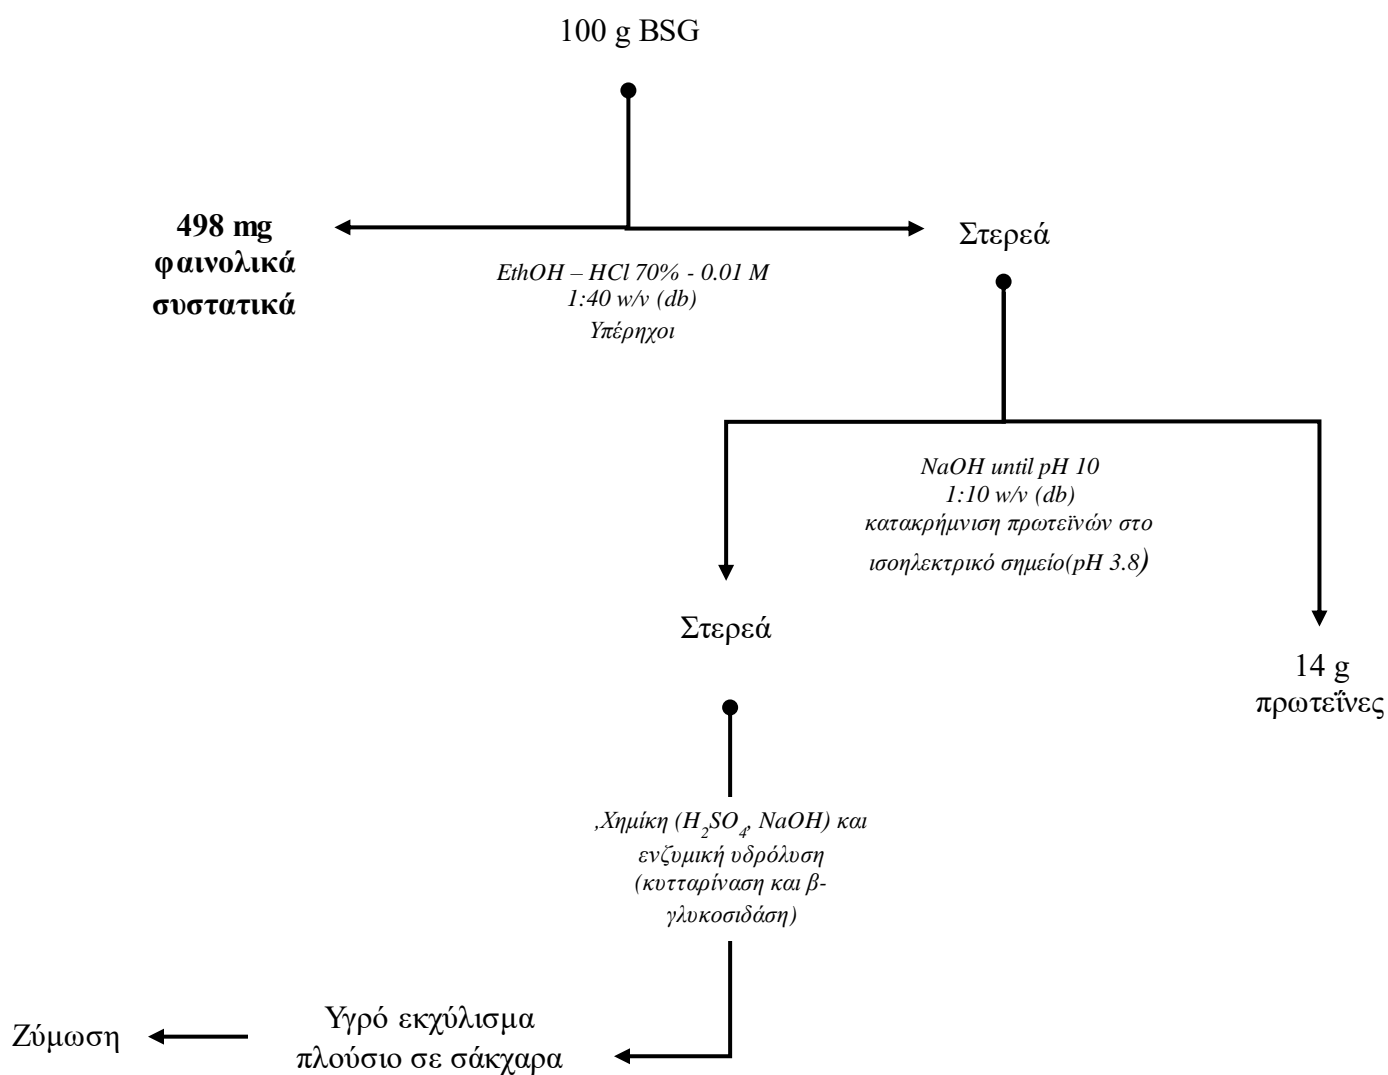 100 g BSG
498 mg
φαινολικά
συστατικά
EthOH – HCl 70% - 0.01 M
1:40 w/v (db)
Υπέρηχοι
Στερεά
NaOH until pH 10
1:10 w/v (db)
κατακρήμνιση πρωτεϊνών στο
ισοηλεκτρικό σημείο(pH 3.8)
Στερεά
14 g
πρωτεΐνες
,Χημίκη (H₂SO₄, NaOH) και
ενζυμική υδρόλυση
(κυτταρίναση και β-
γλυκοσιδάση)
Υγρό εκχύλισμα
πλούσιο σε σάκχαρα
Ζύμωση